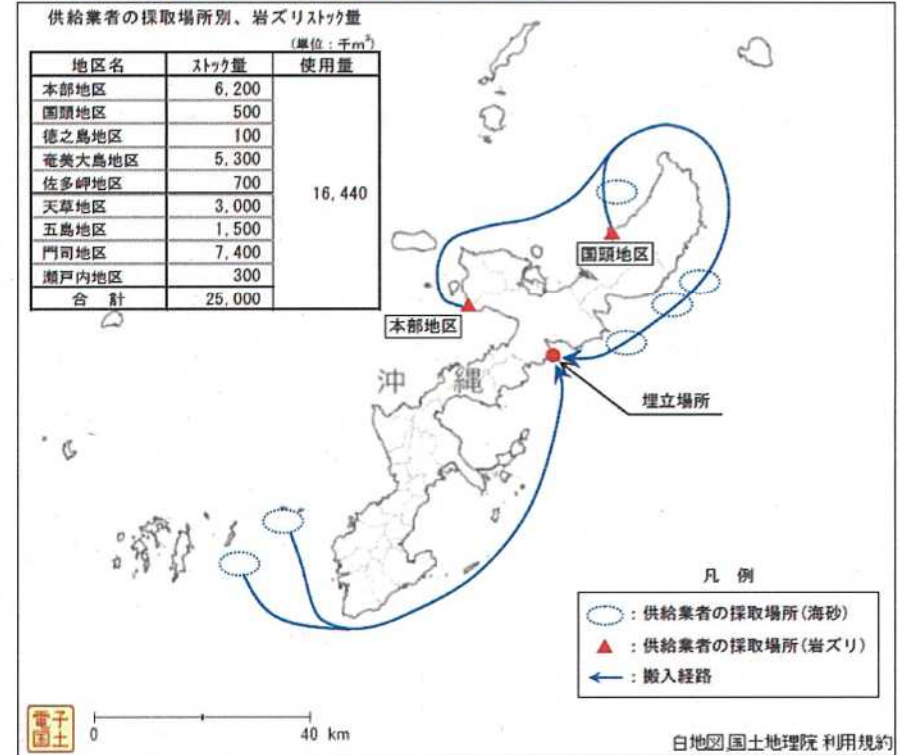 供給業者の採取場所別、岩ズリストック量
(単位：千m³)
地区名 ストック量 使用量
本部地区 6,200
国頭地区 500
徳之島地区 100
奄美大島地区 5,300
佐多岬地区 700
天草地区 3,000
五島地区 1,500
門司地区 7,400
瀬戸内地区 300
合 計 25,000
16,440
国頭地区
本部地区
沖縄
埋立場所
凡 例
：供給業者の採取場所(海砂)
：供給業者の採取場所(岩ズリ)
：搬入経路
電子
国土
0 40 km
白地図 国土地理院 利用規約